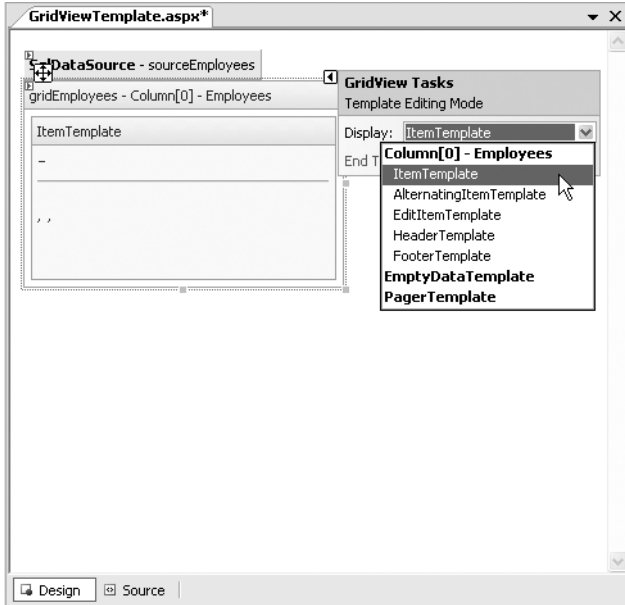 GridViewTemplate.aspx*
SqlDataSource - sourceEmployees
gridEmployees - Column[0] - Employees
ItemTemplate
–
, ,
GridView Tasks
Template Editing Mode
Display: ItemTemplate
End T
Column[0] - Employees
ItemTemplate
AlternatingItemTemplate
EditItemTemplate
HeaderTemplate
FooterTemplate
EmptyDataTemplate
PagerTemplate
Design
Source